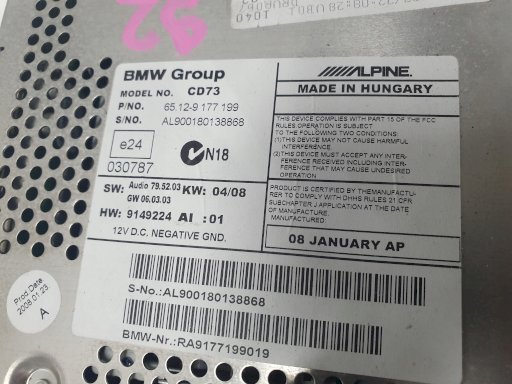 92
1040
BMW Group
MODEL NO. CD73
P/NO. 65.12-9 177 199
S/NO. AL900180138868
e24
030787
N18
SW: Audio 79.52.03 KW: 04/08
GW 06.03.03
HW: 9149224 AI :01
12V D.C. NEGATIVE GND.
ALPINE.
MADE IN HUNGARY
THIS DEVICE COMPLIES WITH PART 15 OF THE FCC
RULES OPERATION IS SUBJECT
TO THE FOLLOWING TWO CONDITIONS:
(1)THIS DEVICE MAY NOT CAUSE HARMFUL
INTERFERENCE
(2)THIS DEVICE MUST ACCEPT ANY INTER-
FERENCE RECEIVED INCLUDING INTER-
FERENCE THAT MAY CAUSE UNDESIRED
OPERATION
PRODUCT IS CERTIFIED BY THEMANUFACTU-
RER TO COMPLY WITH DHHS RULES 21 CFR
SUBCHAPTER J APPLICATION AT THE DATE
OF MANUFACTURE.
MANUFACTURED:
08 JANUARY AP
S-No.:AL900180138868
BMW-Nr.:RA9177199019
Prod.Date
2008.01.23
A